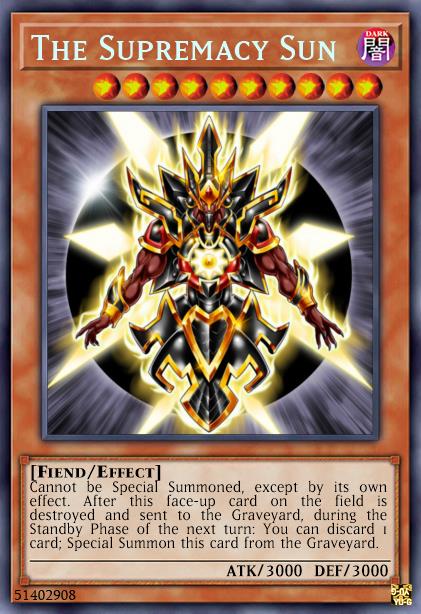 The Supremacy Sun
DARK
闇
[Fiend/Effect]
Cannot be Special Summoned, except by its own
effect. After this face-up card on the field is
destroyed and sent to the Graveyard, during the
Standby Phase of the next turn: You can discard 1
card; Special Summon this card from the Graveyard.
ATK/3000 DEF/3000
51402908